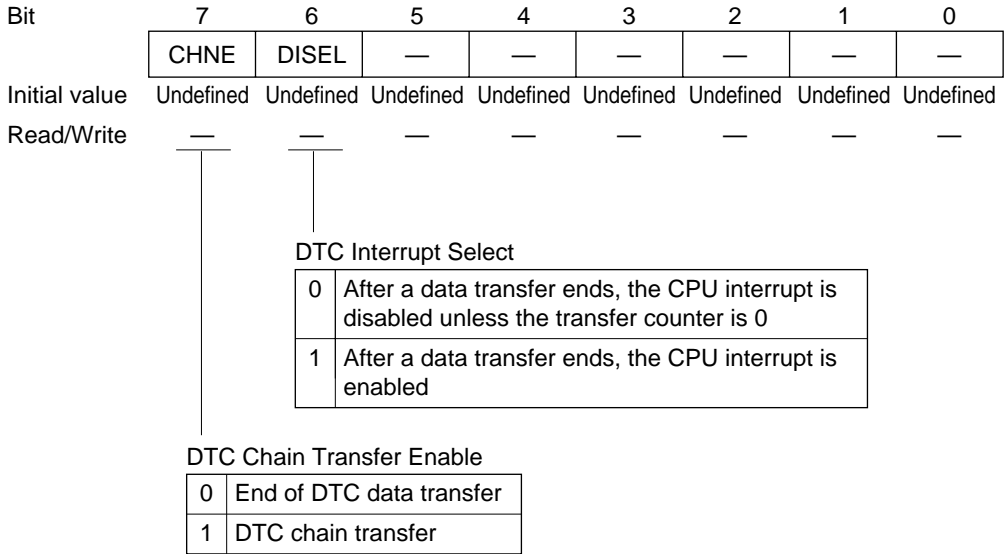 Bit 7 6 5 4 3 2 1 0
CHNE DISEL — — — — — —
Initial value Undefined Undefined Undefined Undefined Undefined Undefined Undefined Undefined
Read/Write — — — — — — — —
DTC Interrupt Select
0 After a data transfer ends, the CPU interrupt is
disabled unless the transfer counter is 0
1 After a data transfer ends, the CPU interrupt is
enabled
DTC Chain Transfer Enable
0 End of DTC data transfer
1 DTC chain transfer